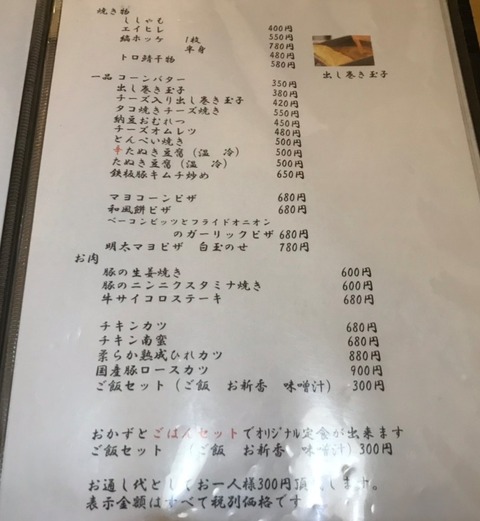 焼き物
ししゃも 400円
エイヒレ 550円
縞ホッケ 1枚 780円
半身 480円
トロ鯖干物 580円
出し巻き玉子
一品 コーンバター 350円
出し巻き玉子 380円
チーズ入り出し巻き玉子 420円
タコ焼きチーズ焼き 550円
納豆おむれつ 450円
チーズオムレツ 480円
とんぺい焼き 500円
辛たぬき豆腐(温 冷) 500円
たぬき豆腐(温 冷) 500円
鉄板豚キムチ炒め 650円
マヨコーンピザ 680円
和風餅ピザ 680円
ベーコンビッツとフライドオニオン
のガーリックピザ 680円
明太マヨピザ 白玉のせ 780円
お肉
豚の生姜焼き 600円
豚のニンニクスタミナ焼き 600円
牛サイコロステーキ 680円
チキンカツ 680円
チキン南蛮 680円
柔らか熟成ひれカツ 880円
国産豚ロースカツ 900円
ご飯セット(ご飯 お新香 味噌汁) 300円
おかずとごはんセットでオリジナル定食が出来ます
ご飯セット(ご飯 お新香 味噌汁)300円
お通し代としてお一人様300円頂 します。
表示金額はすべて税別価格です